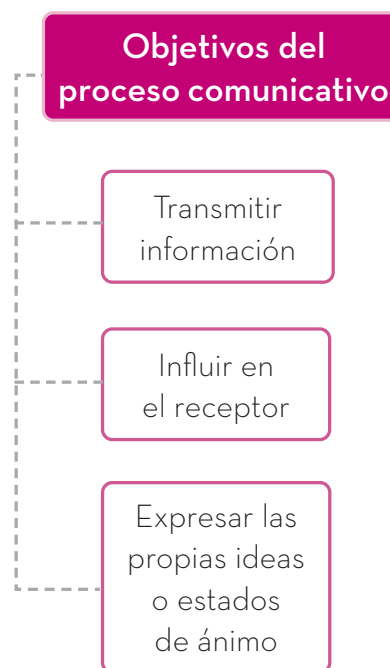 Objetivos del
proceso comunicativo
Transmitir
información
Influir en
el receptor
Expresar las
propias ideas
o estados
de ánimo